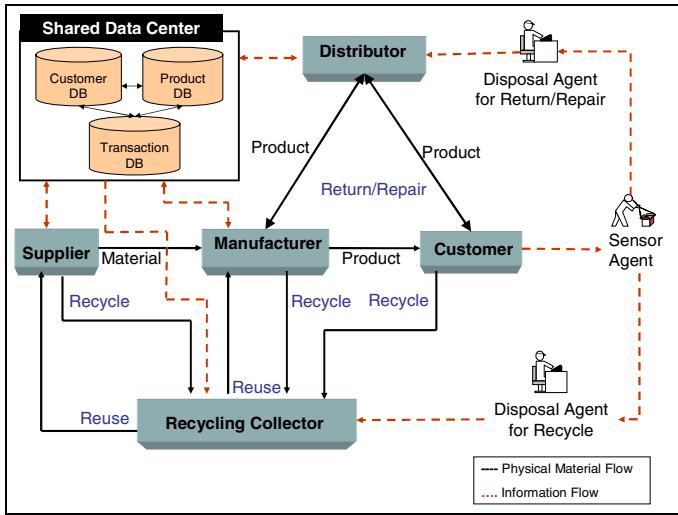 Shared Data Center
Customer
DB
Product
DB
Transaction
DB
Distributor
Disposal Agent
for Return/Repair
Product
Product
Return/Repair
Supplier
Material
Manufacturer
Product
Customer
Sensor
Agent
Recycle
Recycle
Recycle
Reuse
Reuse
Recycling Collector
Disposal Agent
for Recycle
Physical Material Flow
Information Flow